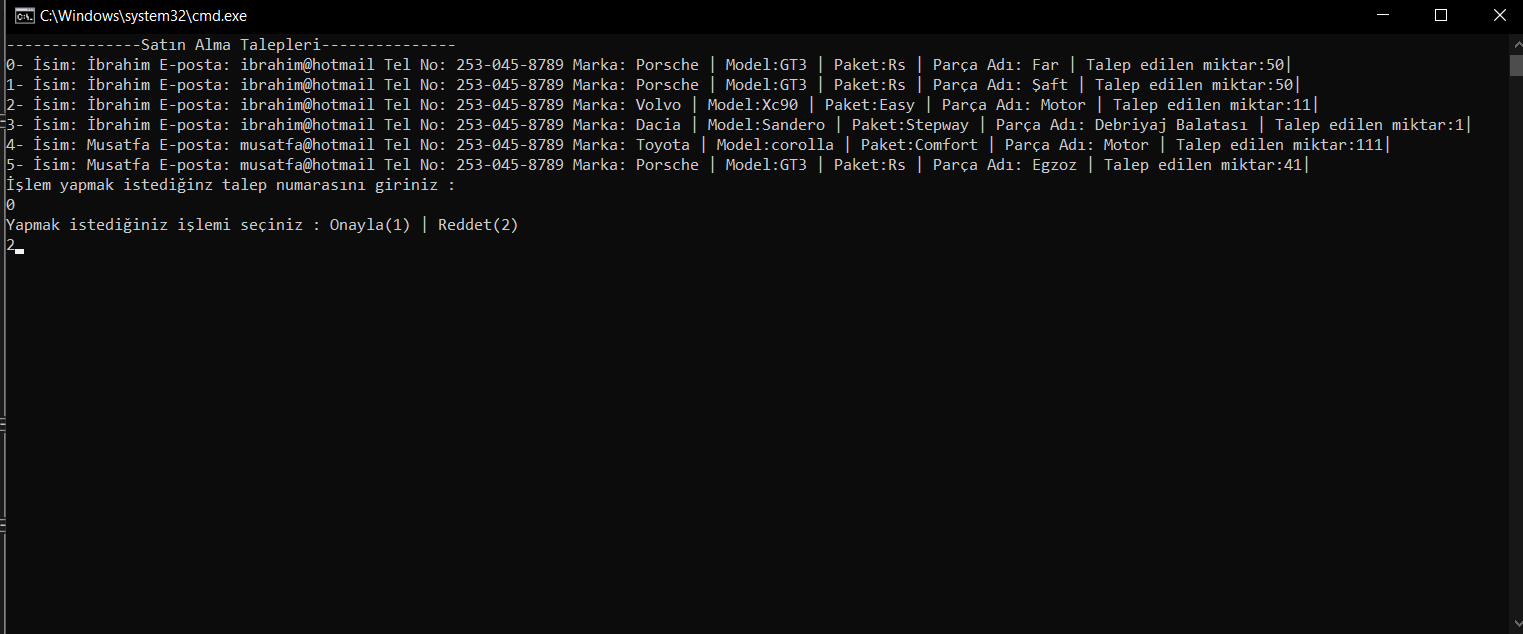 C:\Windows\system32\cmd.exe
---------------Satın Alma Talepleri---------------
0- İsim: İbrahim E-posta: ibrahim@hotmail Tel No: 253-045-8789 Marka: Porsche | Model:GT3 | Paket:Rs | Parça Adı: Far | Talep edilen miktar:50|
1- İsim: İbrahim E-posta: ibrahim@hotmail Tel No: 253-045-8789 Marka: Porsche | Model:GT3 | Paket:Rs | Parça Adı: Şaft | Talep edilen miktar:50|
2- İsim: İbrahim E-posta: ibrahim@hotmail Tel No: 253-045-8789 Marka: Volvo | Model:Xc90 | Paket:Easy | Parça Adı: Motor | Talep edilen miktar:11|
3- İsim: İbrahim E-posta: ibrahim@hotmail Tel No: 253-045-8789 Marka: Dacia | Model:Sandero | Paket:Stepway | Parça Adı: Debriyaj Balatası | Talep edilen miktar:1|
4- İsim: Musatfa E-posta: musatfa@hotmail Tel No: 253-045-8789 Marka: Toyota | Model:corolla | Paket:Comfort | Parça Adı: Motor | Talep edilen miktar:111|
5- İsim: Musatfa E-posta: musatfa@hotmail Tel No: 253-045-8789 Marka: Porsche | Model:GT3 | Paket:Rs | Parça Adı: Egzoz | Talep edilen miktar:41|
İşlem yapmak istediğinz talep numarasını giriniz :
0
Yapmak istediğiniz işlemi seçiniz : Onayla(1) | Reddet(2)
2